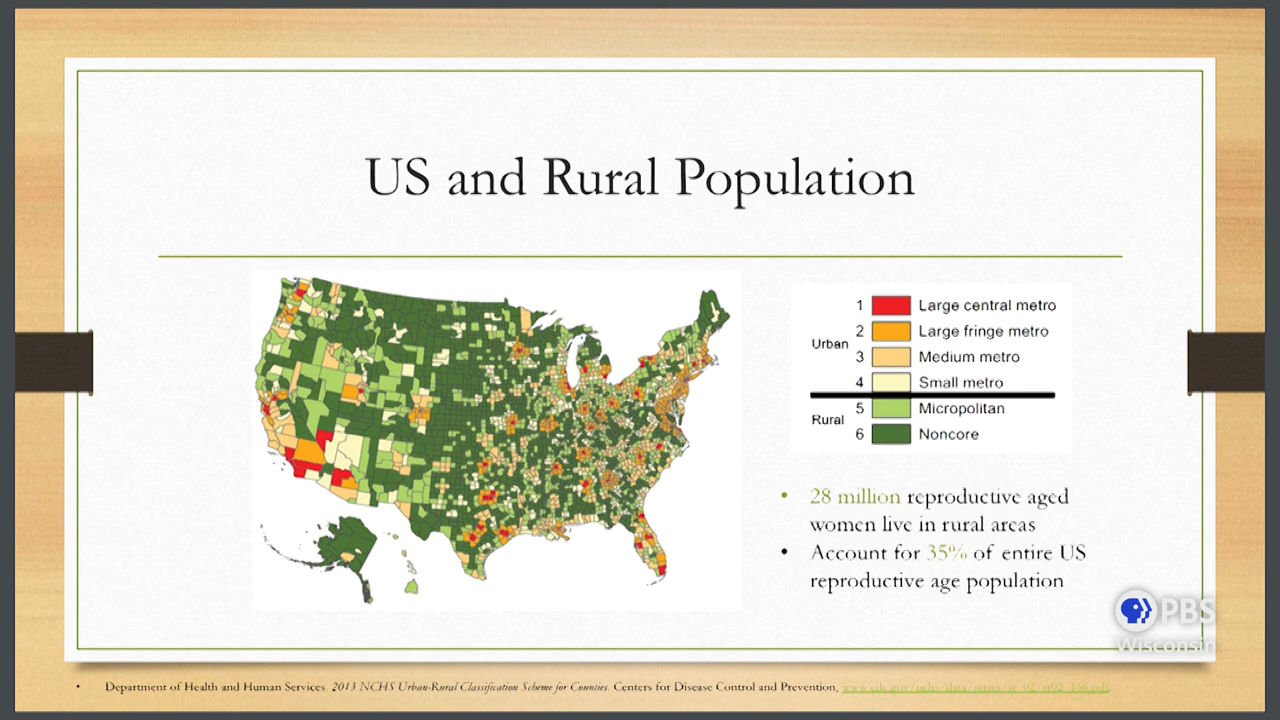 US and Rural Population
1 Large central metro
2 Large fringe metro
Urban
3 Medium metro
4 Small metro
5 Micropolitan
Rural
6 Noncore
• 28 million reproductive aged
women live in rural areas
• Account for 35% of entire US
reproductive age population
PBS
Wisconsin
• Department of Health and Human Services. 2013 NCHS Urban-Rural Classification Scheme for Counties. Centers for Disease Control and Prevention,